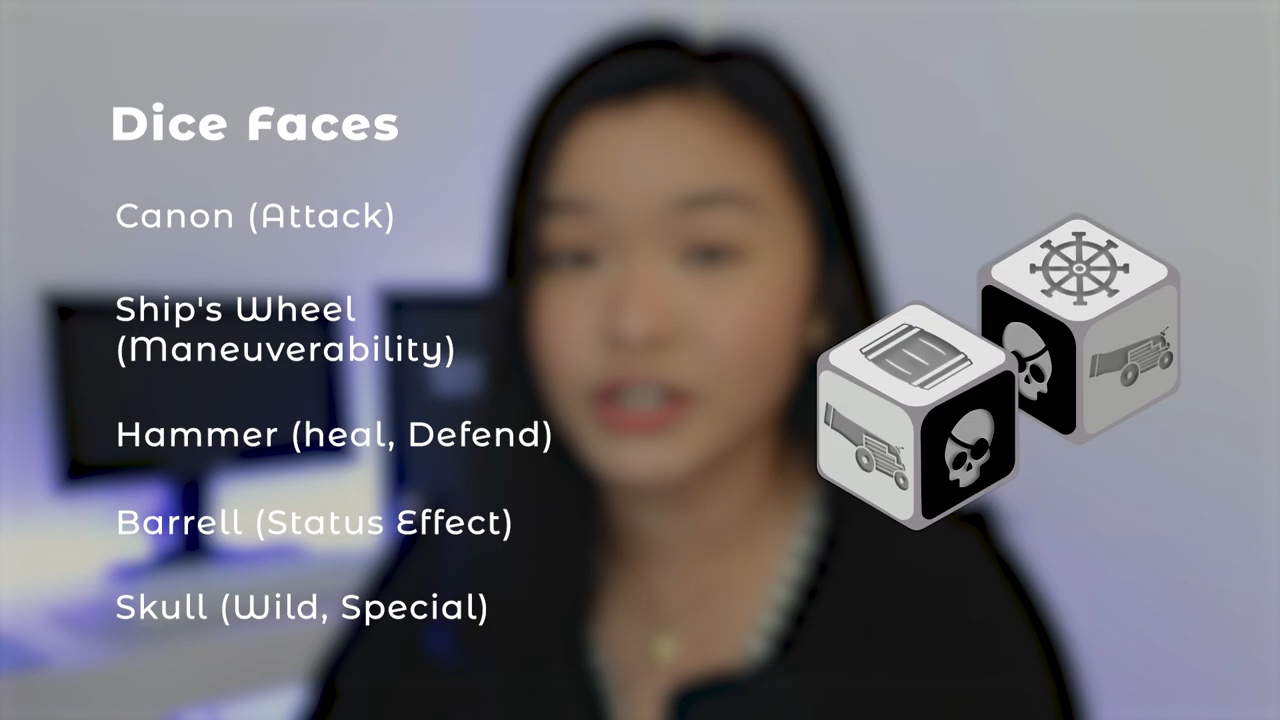 Dice Faces
Canon (Attack)
Ship's Wheel
(Maneuverability)
Hammer (heal, Defend)
Barrell (Status Effect)
Skull (Wild, Special)